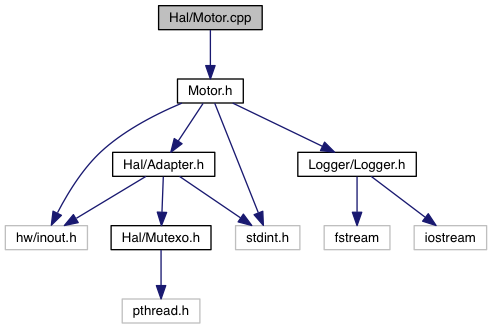 Hal/Motor.cpp
Motor.h
Hal/Adapter.h
Logger/Logger.h
hw/inout.h
Hal/Mutexo.h
stdint.h
fstream
iostream
pthread.h